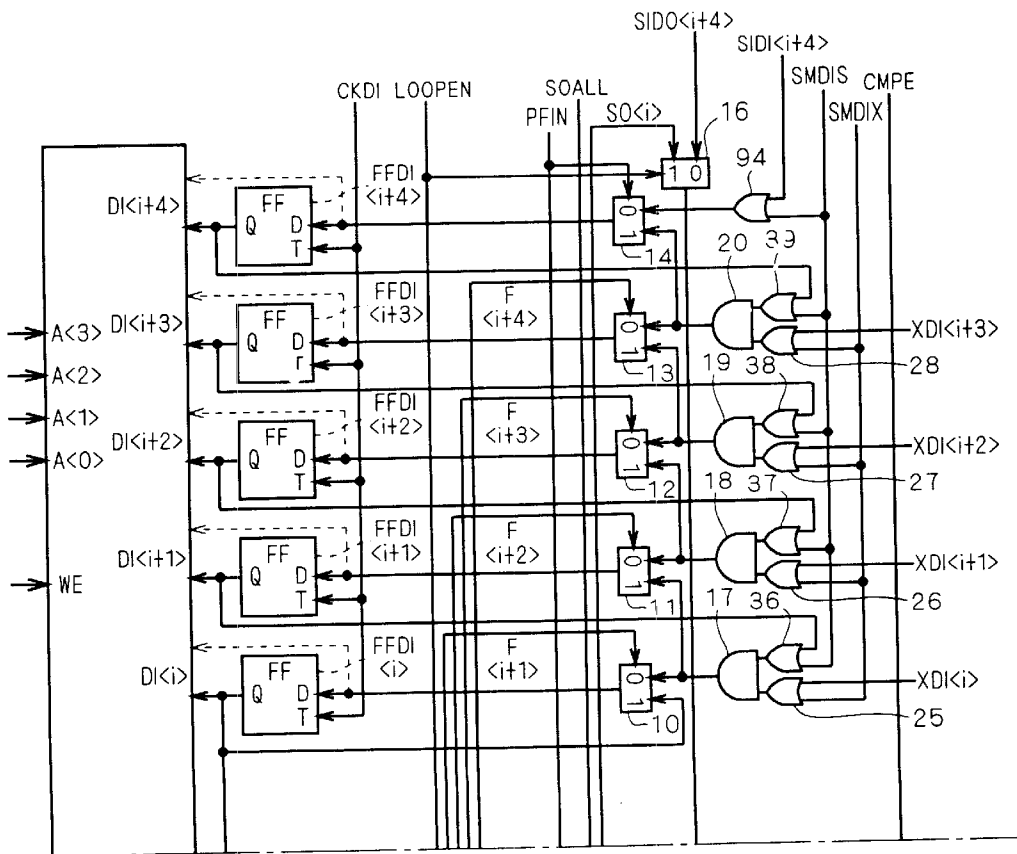 SIDO<i+4>
SIDI<i+4>
SMDIS
CMPE
SOALL
CKDI LOOPEN
SMDIX
PFIN
SO<i>
16
1 0
94
FFDI
<i+4>
DI<i+4>
FF
Q
D
T
0
1
14
20
39
FFDI
<i+3>
F
<i+4>
DI<i+3>
FF
Q
D
r
0
1
13
XDI<i+3>
28
A<3>
A<2>
A<1>
A<0>
19
38
FFDI
<i+2>
F
<i+3>
DI<i+2>
FF
Q
D
T
0
1
12
XDI<i+2>
27
18
37
FFDI
<i+1>
F
<i+2>
DI<i+1>
FF
Q
D
T
0
1
11
XDI<i+1>
26
WE
17
36
FFDI
<i>
F
<i+1>
DI<i>
FF
Q
D
T
0
1
10
XDI<i>
25